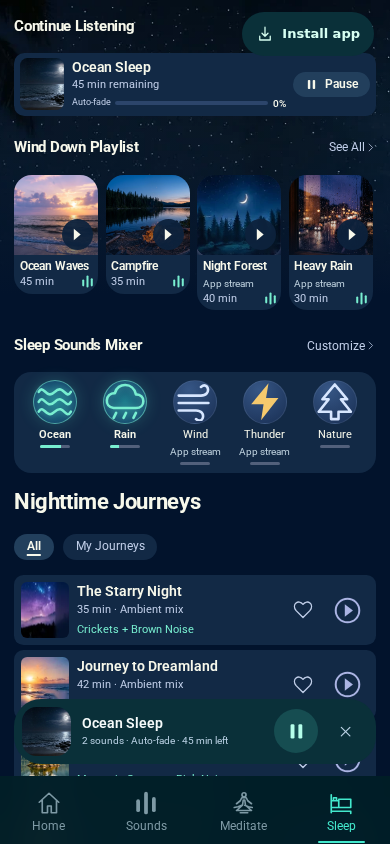 Continue Listening
Install app
Ocean Sleep
45 min remaining
Auto-fade
0%
Pause
Wind Down Playlist
See All
Ocean Waves
45 min
Campfire
35 min
Night Forest
App stream
40 min
Heavy Rain
App stream
30 min
Sleep Sounds Mixer
Customize
Ocean
Rain
Wind
App stream
Thunder
App stream
Nature
Nighttime Journeys
All
My Journeys
The Starry Night
35 min · Ambient mix
Crickets + Brown Noise
Journey to Dreamland
42 min · Ambient mix
Ocean Sleep
2 sounds · Auto-fade · 45 min left
Home
Sounds
Meditate
Sleep